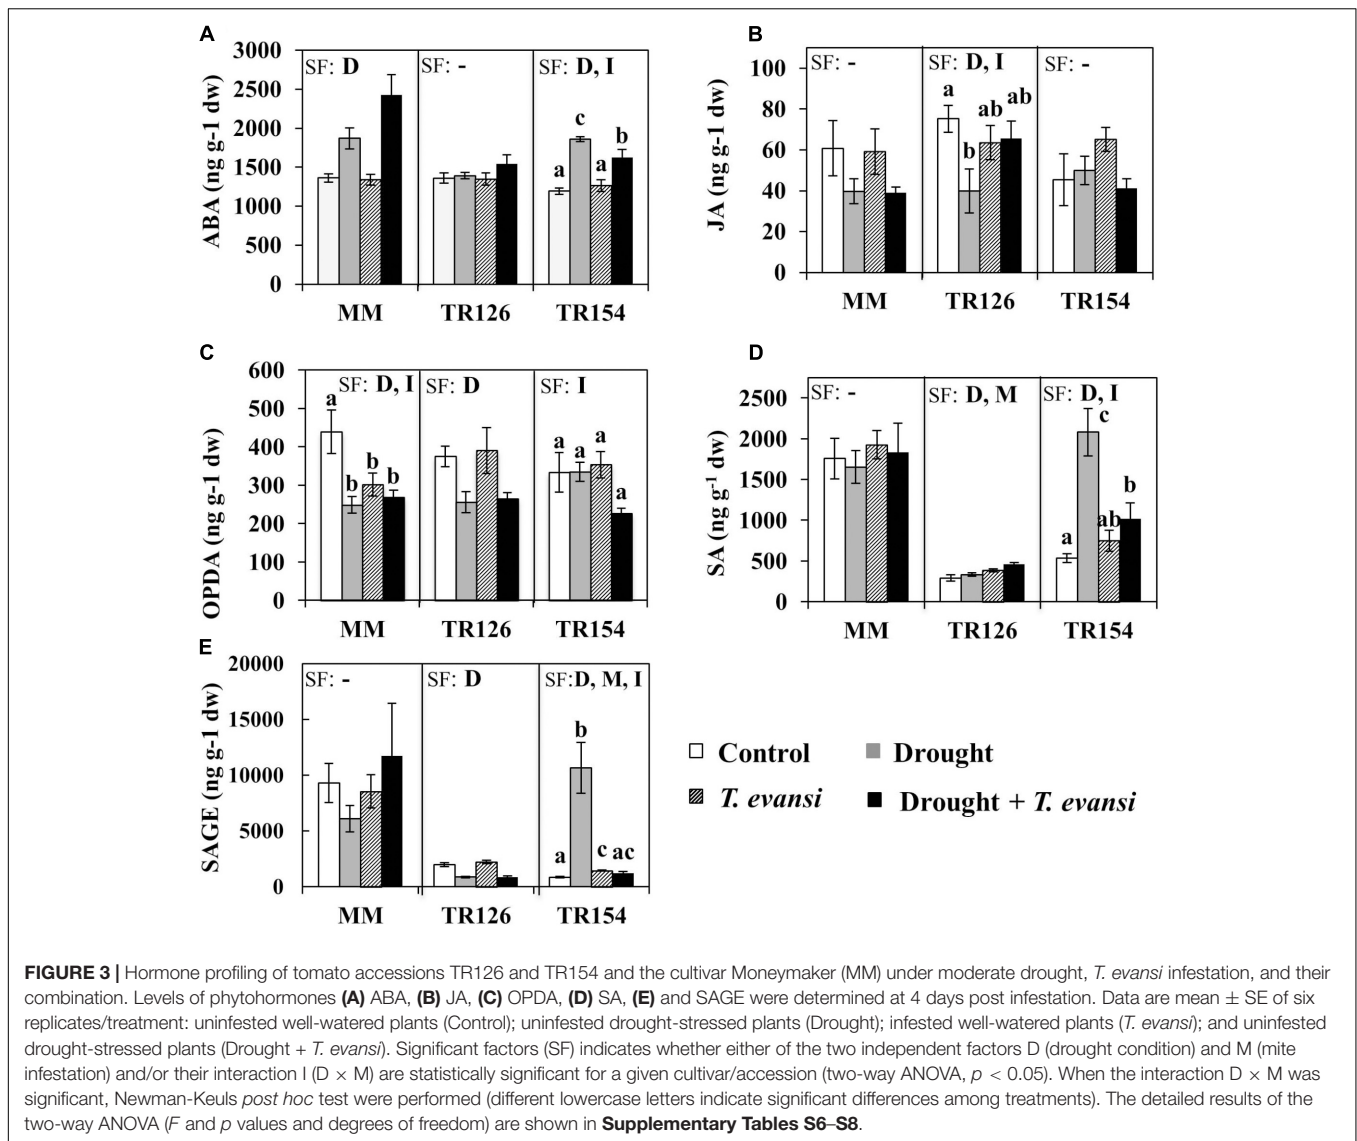 A
ABA (ng g-1 dw)
3000
2500
2000
1500
1000
500
0
SF: D
SF: -
SF: D, I
a
c
a
b
MM
TR126
TR154
B
JA (ng g-1 dw)
100
80
60
40
20
0
SF: -
SF: D, I
SF: -
a
b
ab
ab
MM
TR126
TR154
C
OPDA (ng g-1 dw)
600
500
400
300
200
100
0
SF: D, I
SF: D
SF: I
a
b
b
b
a
a
a
a
MM
TR126
TR154
D
SA (ng g-1 dw)
2500
2000
1500
1000
500
0
SF: -
SF: D, M
SF: D, I
a
c
ab
b
MM
TR126
TR154
E
SAGE (ng g-1 dw)
20000
15000
10000
5000
0
SF: -
SF: D
SF:D, M, I
a
b
c
ac
MM
TR126
TR154
Control
Drought
T. evansi
Drought + T. evansi
FIGURE 3 | Hormone profiling of tomato accessions TR126 and TR154 and the cultivar Moneymaker (MM) under moderate drought, T. evansi infestation, and their
combination. Levels of phytohormones (A) ABA, (B) JA, (C) OPDA, (D) SA, (E) and SAGE were determined at 4 days post infestation. Data are mean ± SE of six
replicates/treatment: uninfested well-watered plants (Control); uninfested drought-stressed plants (Drought); infested well-watered plants (T. evansi); and uninfested
drought-stressed plants (Drought + T. evansi). Significant factors (SF) indicates whether either of the two independent factors D (drought condition) and M (mite
infestation) and/or their interaction I (D × M) are statistically significant for a given cultivar/accession (two-way ANOVA, p < 0.05). When the interaction D × M was
significant, Newman-Keuls post hoc test were performed (different lowercase letters indicate significant differences among treatments). The detailed results of the
two-way ANOVA (F and p values and degrees of freedom) are shown in Supplementary Tables S6–S8.